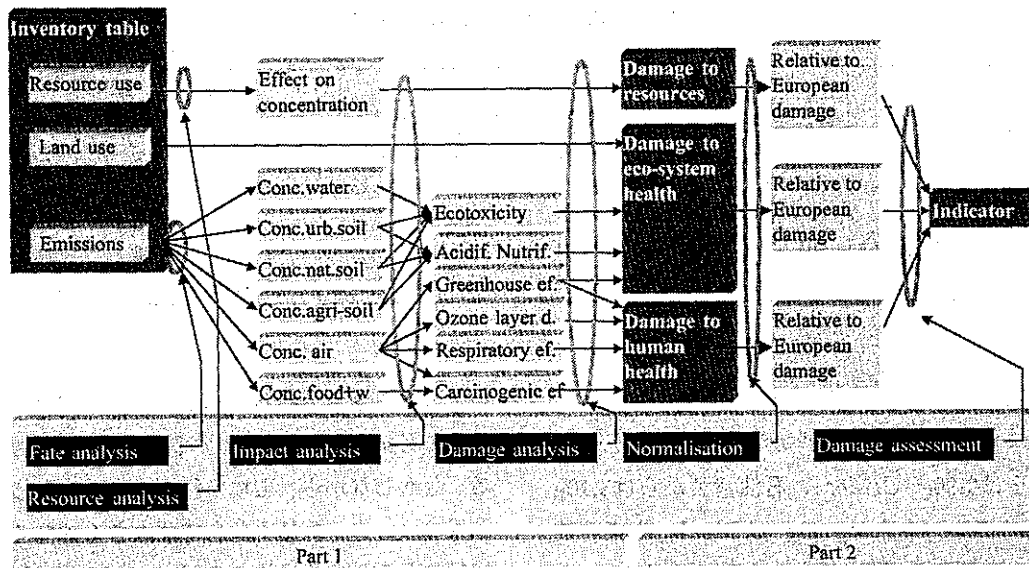 Inventory table
Resource use
Land use
Emissions
Effect on
concentration
Conc.water
Conc.urb.soil
Conc.nat.soil
Conc.agri-soil
Conc. air
Conc.food+w
Ecotoxicity
Acidif. Nutrif.
Greenhouse ef.
Ozone layer d.
Respiratory ef.
Carcinogenic ef
Damage to
resources
Damage to
eco-system
health
Damage to
human
health
Relative to
European
damage
Relative to
European
damage
Relative to
European
damage
Indicator
Fate analysis
Resource analysis
Impact analysis
Damage analysis
Normalisation
Damage assessment
Part 1
Part 2